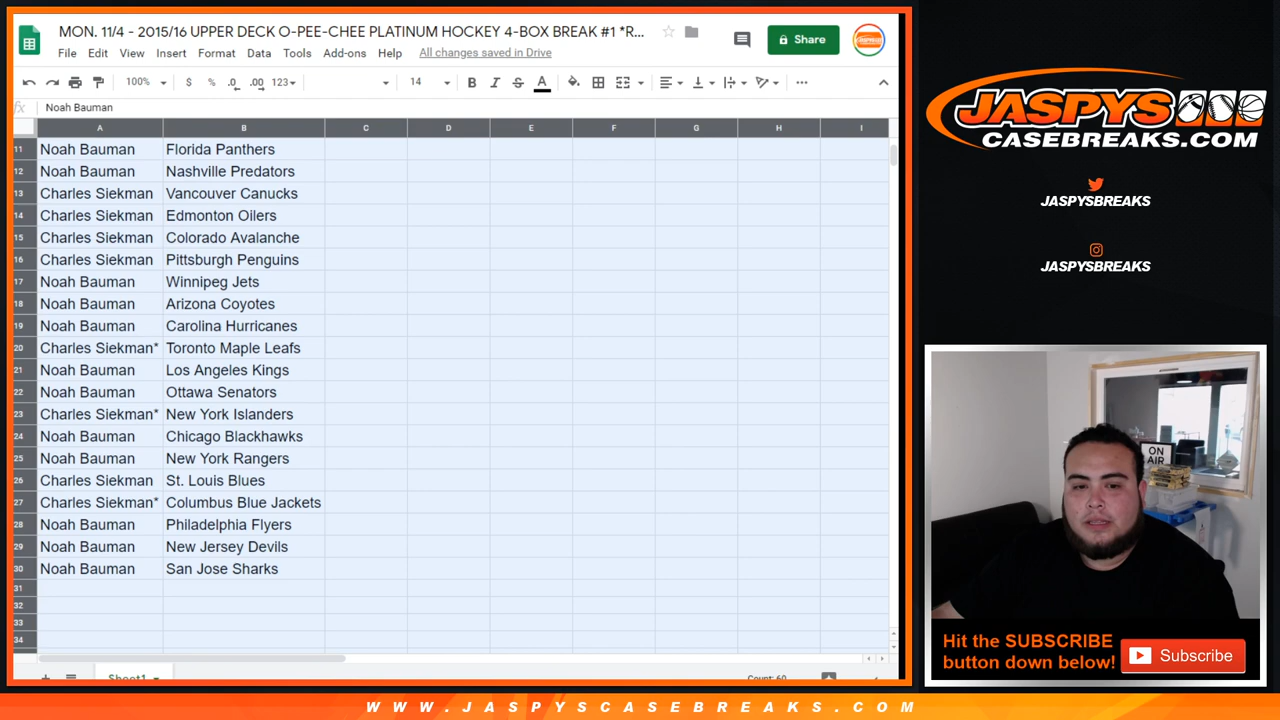 MON. 11/4 - 2015/16 UPPER DECK O-PEE-CHEE PLATINUM HOCKEY 4-BOX BREAK #1 *R...
Share
File Edit View Insert Format Data Tools Add-ons Help All changes saved in Drive
100% $ % .0 .00 123 14 B I S A
fx Noah Bauman
A B C D E F G H I
11 Noah Bauman Florida Panthers
12 Noah Bauman Nashville Predators
13 Charles Siekman Vancouver Canucks
14 Charles Siekman Edmonton Oilers
15 Charles Siekman Colorado Avalanche
16 Charles Siekman Pittsburgh Penguins
17 Noah Bauman Winnipeg Jets
18 Noah Bauman Arizona Coyotes
19 Noah Bauman Carolina Hurricanes
20 Charles Siekman* Toronto Maple Leafs
21 Noah Bauman Los Angeles Kings
22 Noah Bauman Ottawa Senators
23 Charles Siekman* New York Islanders
24 Noah Bauman Chicago Blackhawks
25 Noah Bauman New York Rangers
26 Charles Siekman St. Louis Blues
27 Charles Siekman* Columbus Blue Jackets
28 Noah Bauman Philadelphia Flyers
29 Noah Bauman New Jersey Devils
30 Noah Bauman San Jose Sharks
31
32
33
34
Sheet1 Count: 60
JASPYS
CASEBREAKS.COM
JASPYSBREAKS
JASPYSBREAKS
ON
AIR
Hit the SUBSCRIBE
button down below!
Subscribe
WWW.JASPYSCASEBREAKS.COM